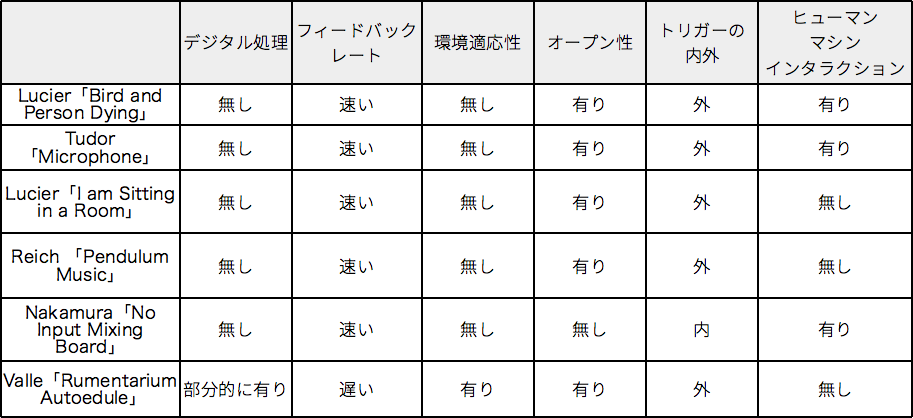 デジタル処理 フィードバックレート 環境適応性 オープン性 トリガーの内外 ヒューマンマシンインタラクション
Lucier「Bird and Person Dying」 無し 速い 無し 有り 外 有り
Tudor「Microphone」 無し 速い 無し 有り 外 有り
Lucier「I am Sitting in a Room」 無し 速い 無し 有り 外 無し
Reich 「Pendulum Music」 無し 速い 無し 有り 外 無し
Nakamura「No Input Mixing Board」 無し 速い 無し 無し 内 有り
Valle「Rumentarium Autoedule」 部分的に有り 遅い 有り 有り 外 無し